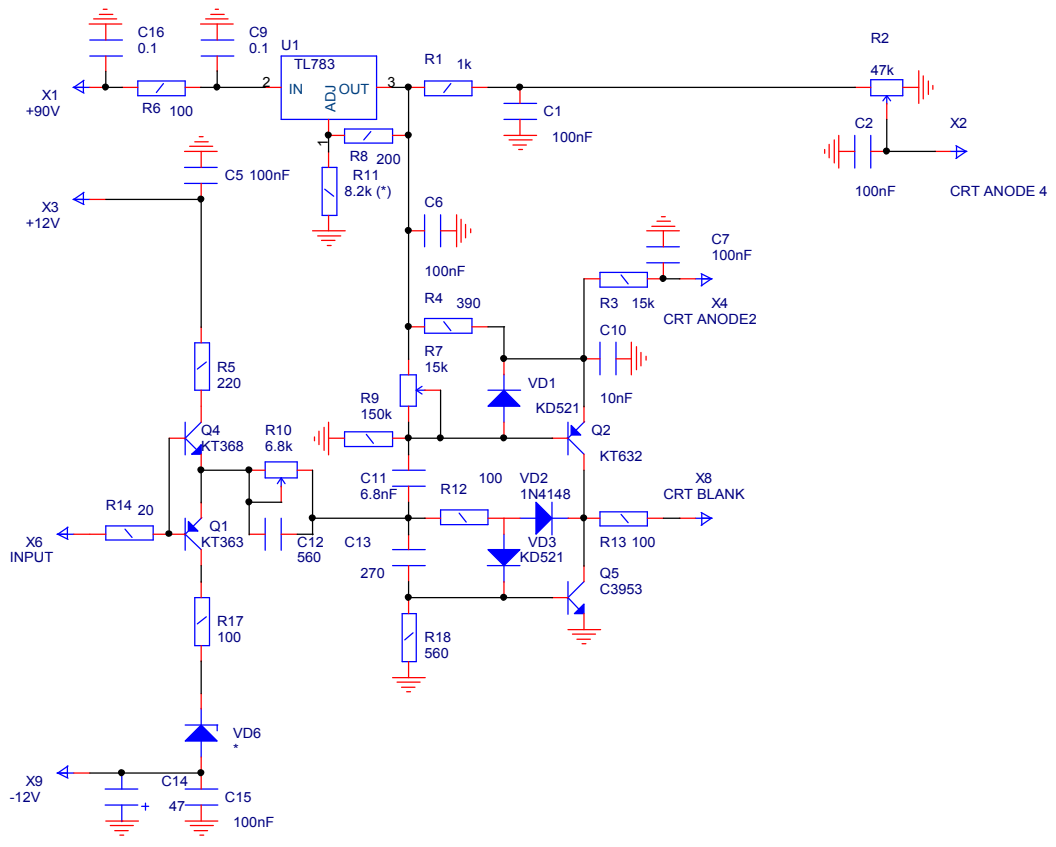 C16
0.1
C9
0.1
U1
TL783
2
IN
ADJ
OUT
3
1
R1
1k
R2
47k
X1
+90V
R6
100
R8
200
R11
8.2k (*)
C1
100nF
C2
100nF
X2
CRT ANODE 4
C5
100nF
X3
+12V
C6
100nF
C7
100nF
R3
15k
X4
CRT ANODE2
R4
390
C10
10nF
R7
15k
VD1
KD521
R5
220
R9
150k
Q2
KT632
Q4
KT368
R10
6.8k
C11
6.8nF
R12
100
VD2
1N4148
X8
CRT BLANK
R14
20
Q1
KT363
X6
INPUT
C12
560
C13
270
VD3
KD521
R13
100
Q5
C3953
R17
100
R18
560
VD6
*
X9
-12V
C14
47
+
C15
100nF